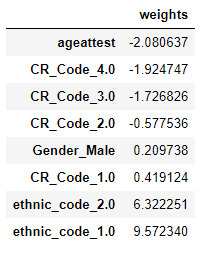 weights
ageattest -2.080637
CR_Code_4.0 -1.924747
CR_Code_3.0 -1.726826
CR_Code_2.0 -0.577536
Gender_Male 0.209738
CR_Code_1.0 0.419124
ethnic_code_2.0 6.322251
ethnic_code_1.0 9.572340